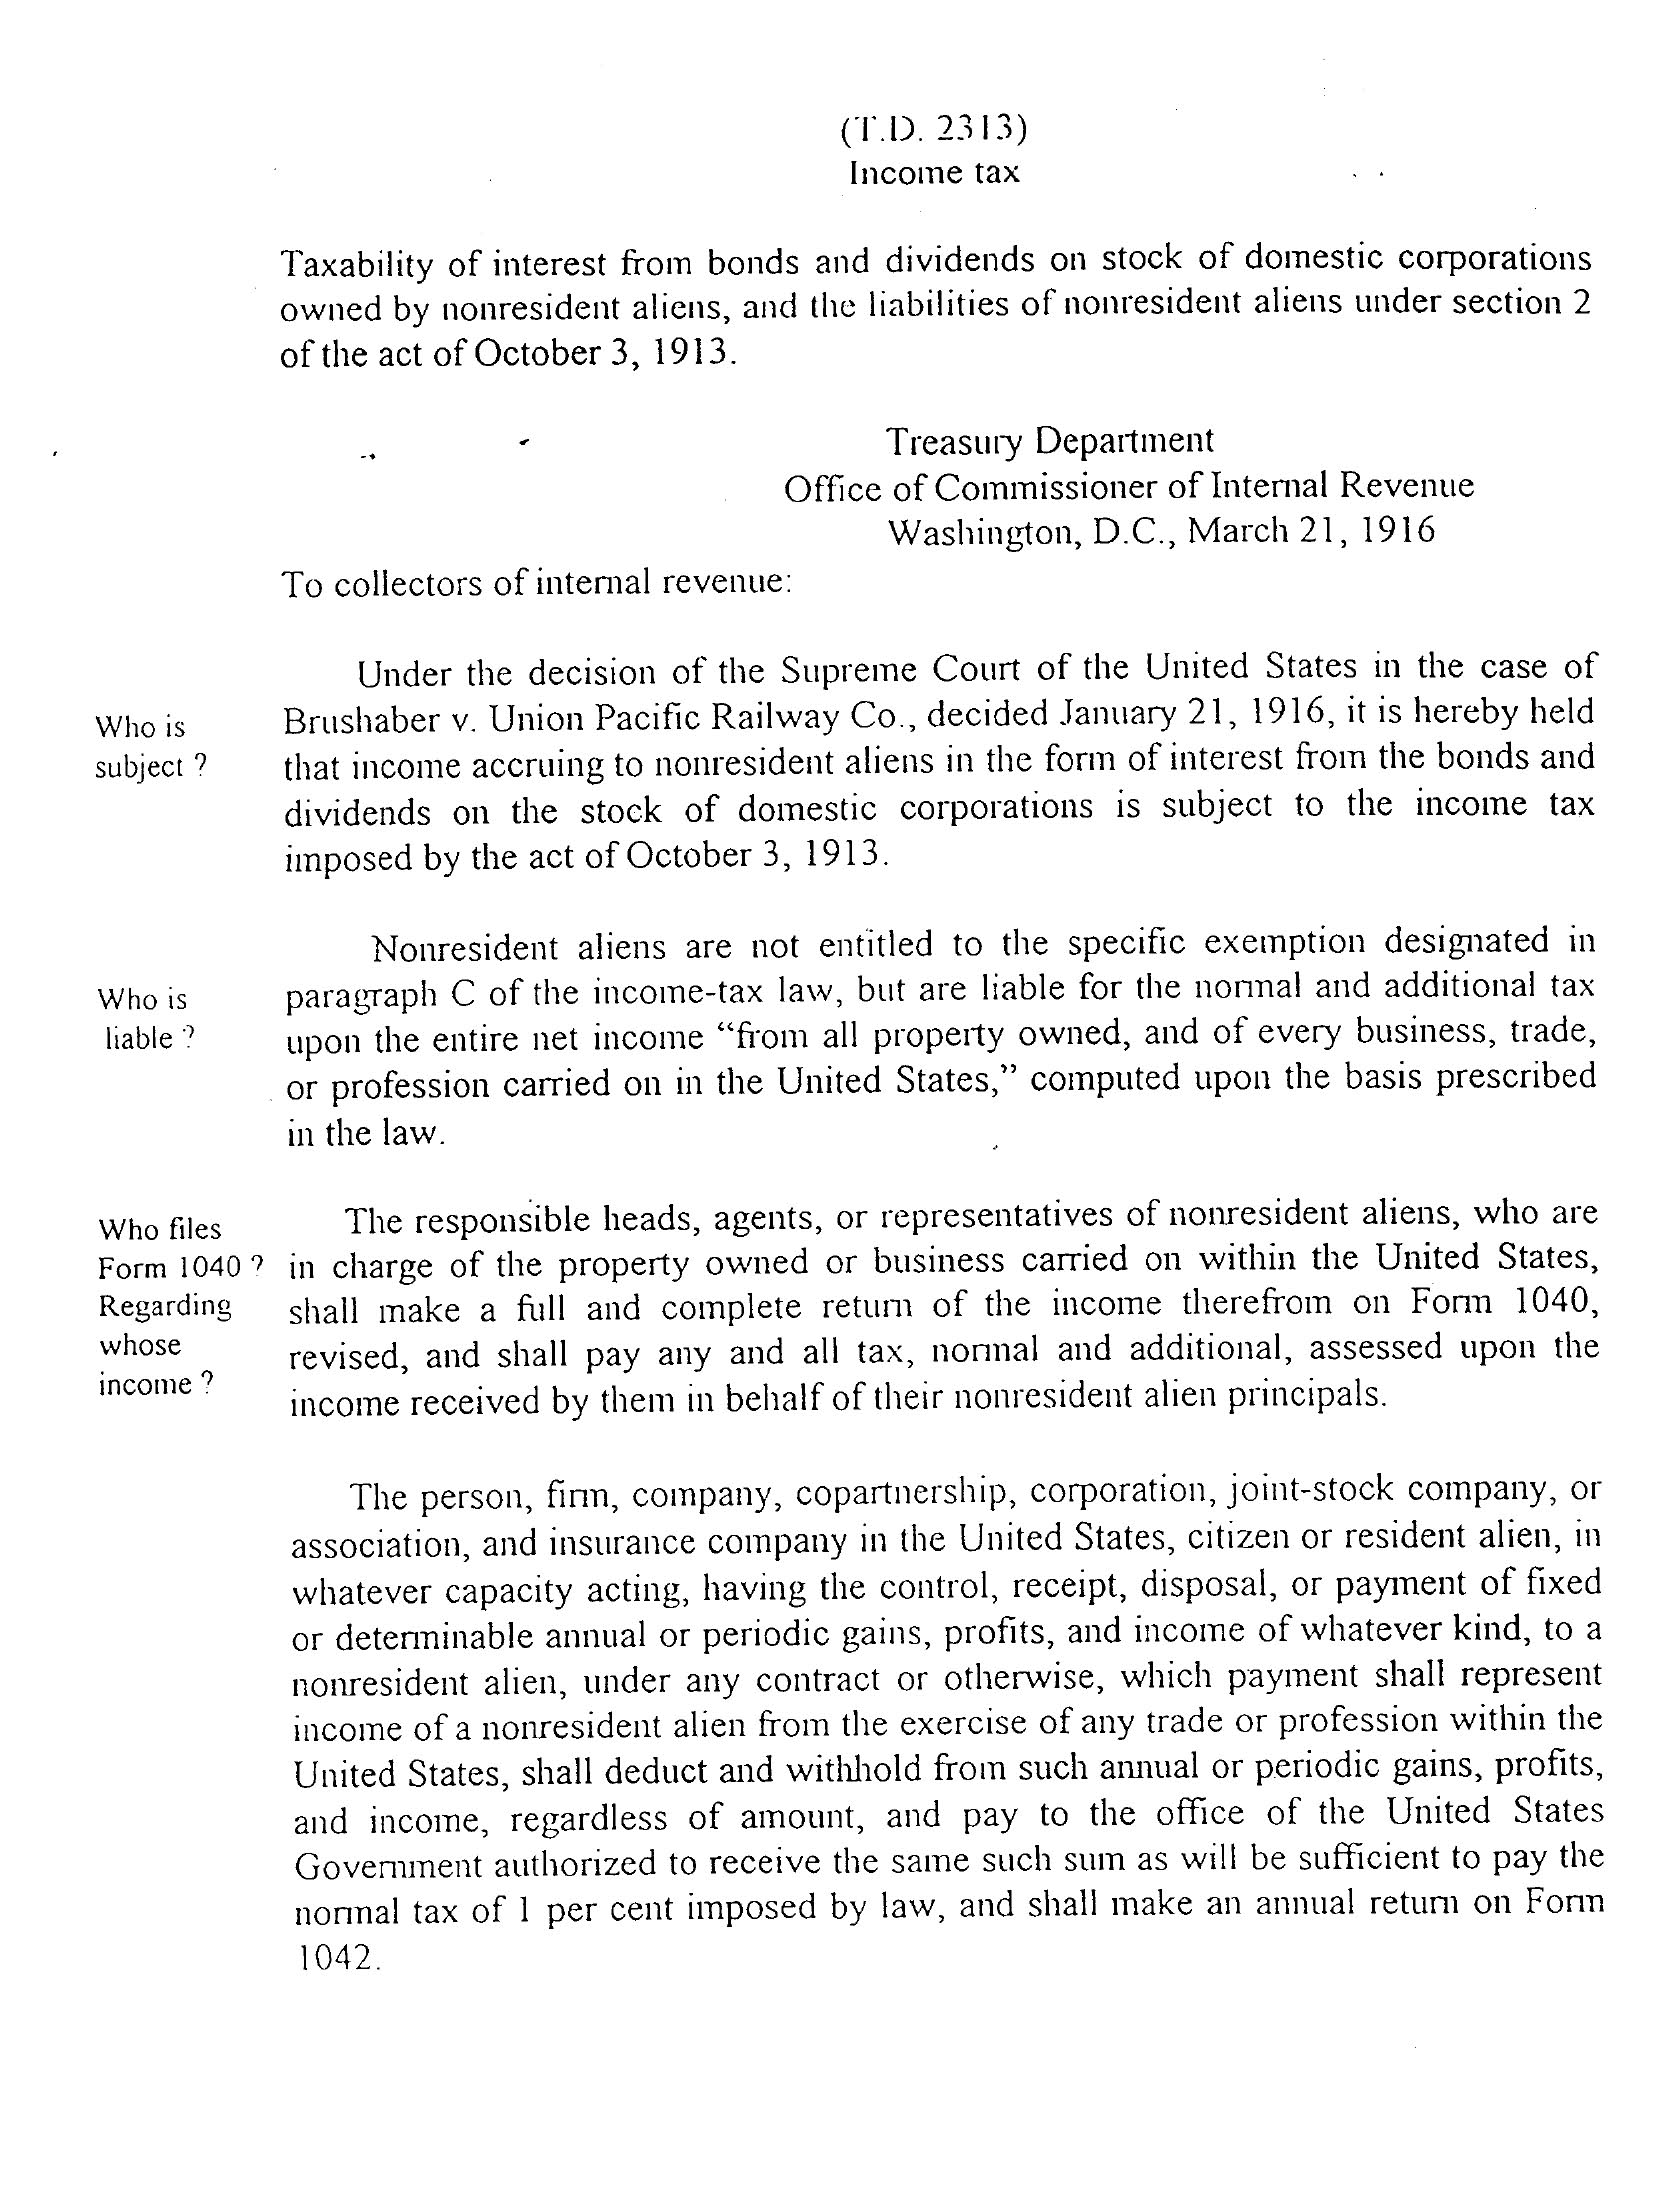 (T.D. 2313)
Income tax
Taxability of interest from bonds and dividends on stock of domestic corporations
owned by nonresident aliens, and the liabilities of nonresident aliens under section 2
of the act of October 3, 1913.
Treasury Department
Office of Commissioner of Internal Revenue
Washington, D.C., March 21, 1916
To collectors of internal revenue:
Who is
subject ?
Under the decision of the Supreme Court of the United States in the case of
Brushaber v. Union Pacific Railway Co., decided January 21, 1916, it is hereby held
that income accruing to nonresident aliens in the form of interest from the bonds and
dividends on the stock of domestic corporations is subject to the income tax
imposed by the act of October 3, 1913.
Who is
liable ?
Nonresident aliens are not entitled to the specific exemption designated in
paragraph C of the income-tax law, but are liable for the normal and additional tax
upon the entire net income “from all property owned, and of every business, trade,
or profession carried on in the United States,” computed upon the basis prescribed
in the law.
Who files
Form 1040 ?
Regarding
whose
income ?
The responsible heads, agents, or representatives of nonresident aliens, who are
in charge of the property owned or business carried on within the United States,
shall make a full and complete return of the income therefrom on Form 1040,
revised, and shall pay any and all tax, normal and additional, assessed upon the
income received by them in behalf of their nonresident alien principals.
The person, firm, company, copartnership, corporation, joint-stock company, or
association, and insurance company in the United States, citizen or resident alien, in
whatever capacity acting, having the control, receipt, disposal, or payment of fixed
or determinable annual or periodic gains, profits, and income of whatever kind, to a
nonresident alien, under any contract or otherwise, which payment shall represent
income of a nonresident alien from the exercise of any trade or profession within the
United States, shall deduct and withhold from such annual or periodic gains, profits,
and income, regardless of amount, and pay to the office of the United States
Government authorized to receive the same such sum as will be sufficient to pay the
normal tax of 1 per cent imposed by law, and shall make an annual return on Form
1042.